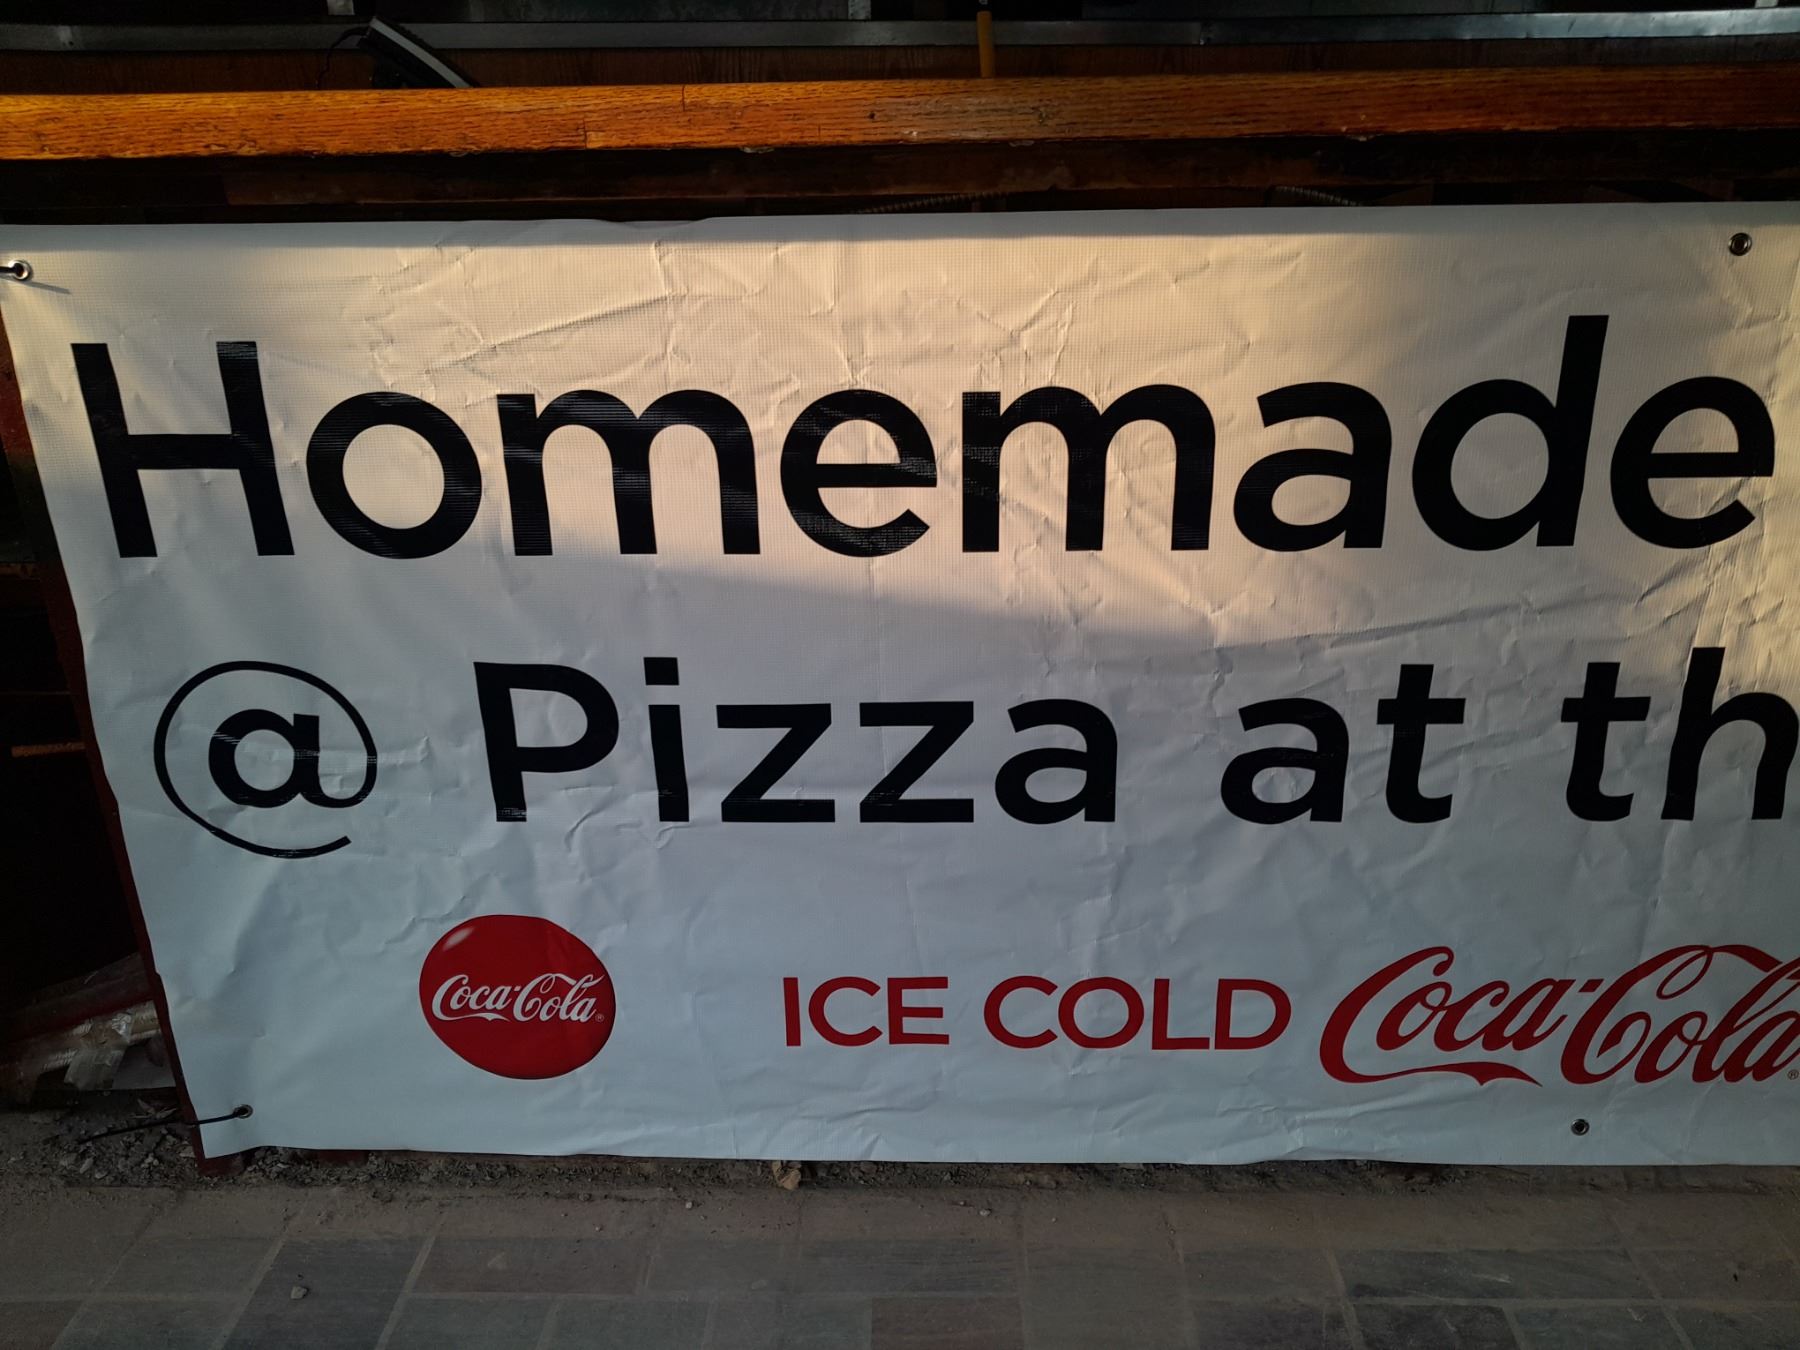 Homemade
@ Pizza at th
Coca-Cola®
ICE COLD Coca-Cola®